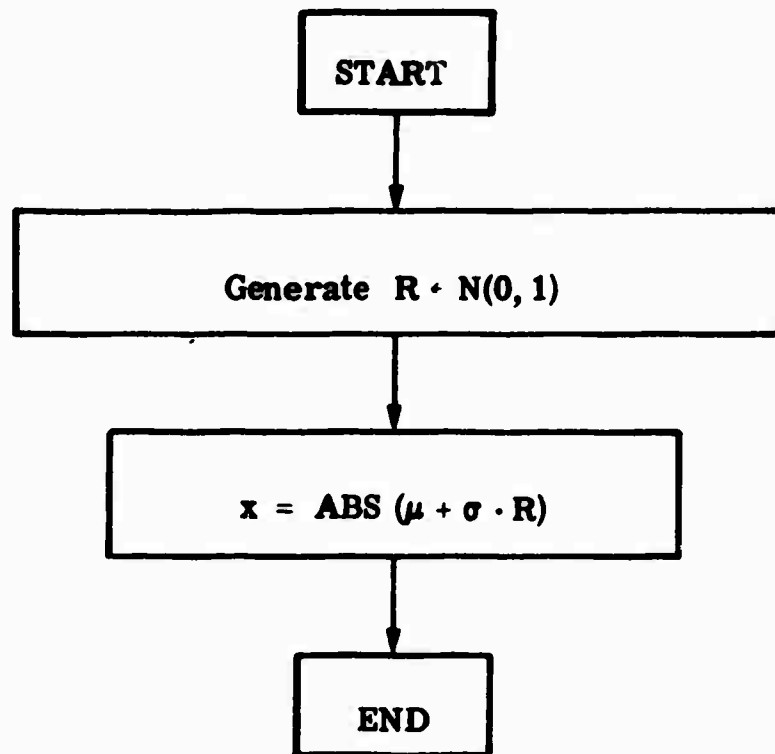 START
Generate R · N(0, 1)
x = ABS (μ + σ · R)
END